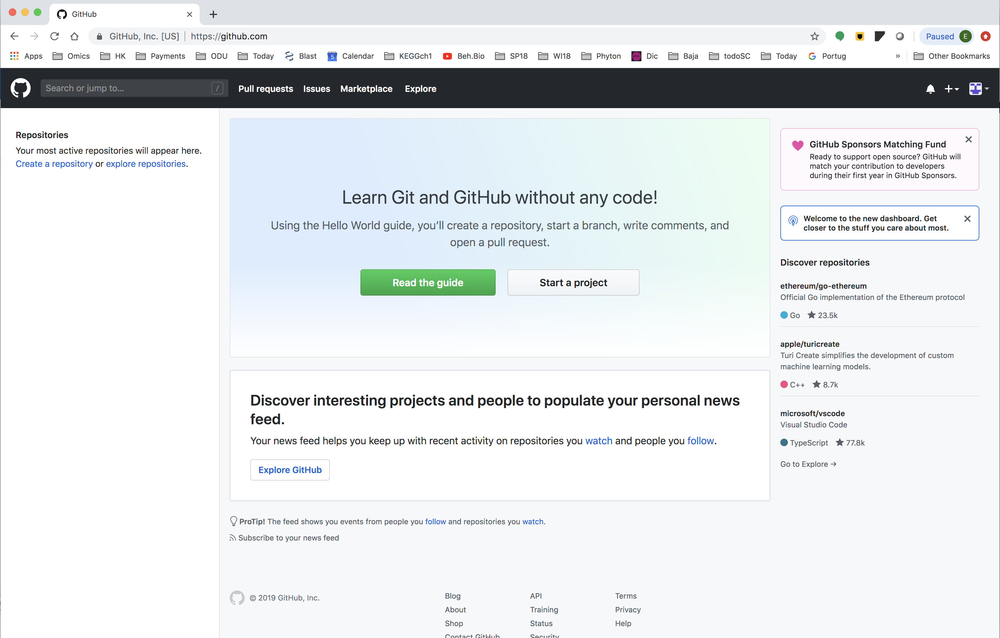 GitHub
GitHub, Inc. [US] | https://github.com
Paused E
Apps Omics HK Payments ODU Today Blast 5 Calendar KEGGch1 Beh.Bio SP18 WI18 Phyton Dic Baja todoSC Today Portug » Other Bookmarks
Search or jump to... / Pull requests Issues Marketplace Explore
Repositories
Your most active repositories will appear here.
Create a repository or explore repositories.
Learn Git and GitHub without any code!
Using the Hello World guide, you’ll create a repository, start a branch, write comments, and
open a pull request.
Read the guide Start a project
Discover interesting projects and people to populate your personal news
feed.
Your news feed helps you keep up with recent activity on repositories you watch and people you follow.
Explore GitHub
ProTip! The feed shows you events from people you follow and repositories you watch.
Subscribe to your news feed
GitHub Sponsors Matching Fund
Ready to support open source? GitHub will
match your contribution to developers
during their first year in GitHub Sponsors.
Welcome to the new dashboard. Get
closer to the stuff you care about most.
Discover repositories
ethereum/go-ethereum
Official Go implementation of the Ethereum protocol
Go 23.5k
apple/turicreate
Turi Create simplifies the development of custom
machine learning models.
C++ 8.7k
microsoft/vscode
Visual Studio Code
TypeScript 77.8k
Go to Explore →
© 2019 GitHub, Inc.
Blog API Terms
About Training Privacy
Shop Status Help
Contact GitHub Security